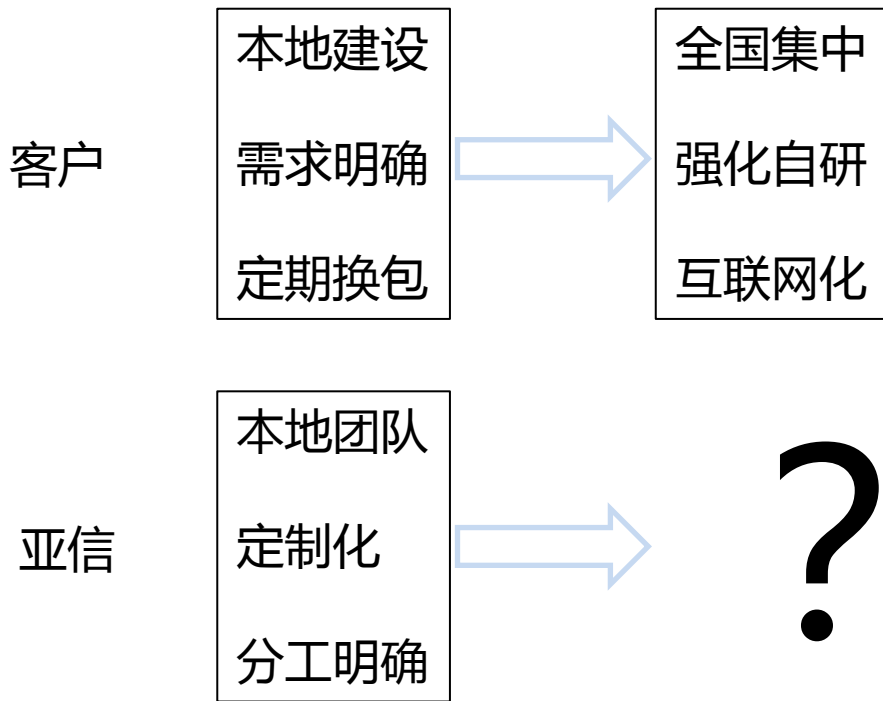 客户
本地建设
需求明确
定期换包
全国集中
强化自研
互联网化
亚信
本地团队
定制化
分工明确
?